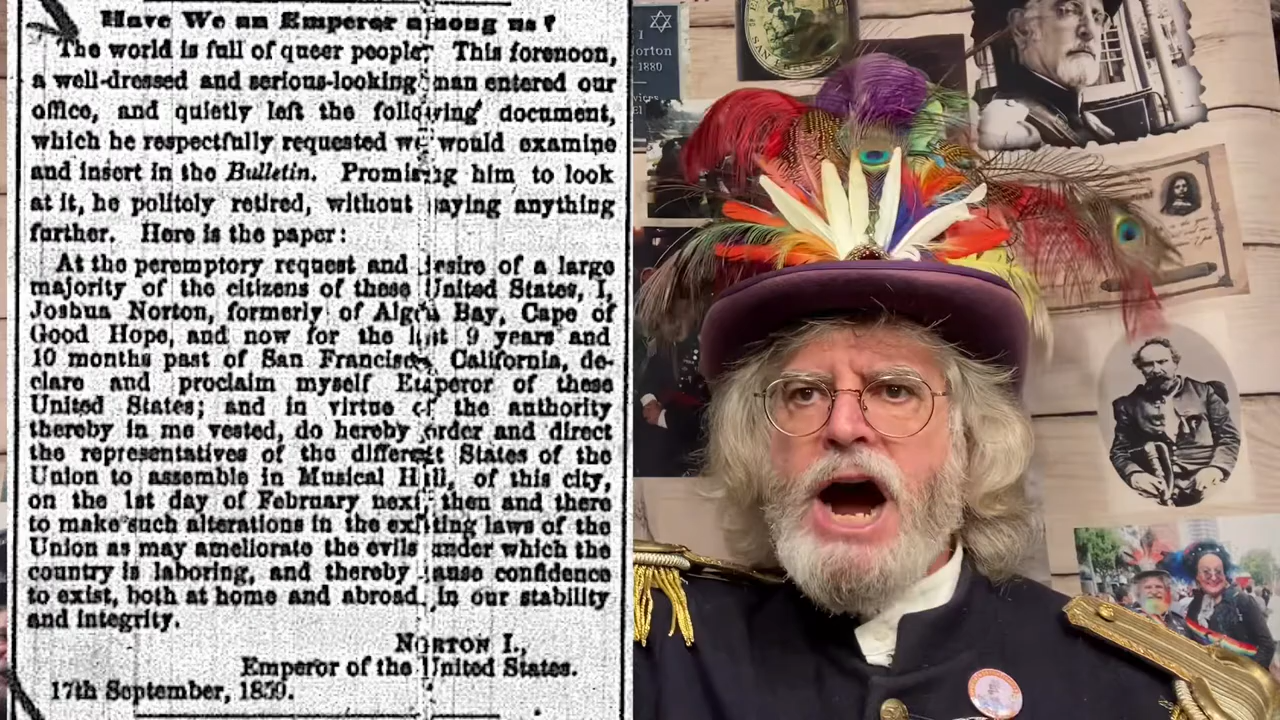 Have We an Emperor among us?
The world is full of queer people. This forenoon,
a well-dressed and serious-looking man entered our
office, and quietly left the following document,
which he respectfully requested we would examine
and insert in the Bulletin. Promising him to look
at it, he politely retired, without saying anything
further. Here is the paper:
At the peremptory request and desire of a large
majority of the citizens of these United States, I,
Joshua Norton, formerly of Algoa Bay, Cape of
Good Hope, and now for the last 9 years and
10 months past of San Francisco, California, de-
clare and proclaim myself Emperor of these
United States; and in virtue of the authority
thereby in me vested, do hereby order and direct
the representatives of the different States of the
Union to assemble in Musical Hall, of this city,
on the 1st day of February next, then and there
to make such alterations in the existing laws of the
Union as may ameliorate the evils under which the
country is laboring, and thereby cause confidence
to exist, both at home and abroad, in our stability
and integrity.
NORTON I.,
Emperor of the United States.
17th September, 1859.
I
Norton
1880